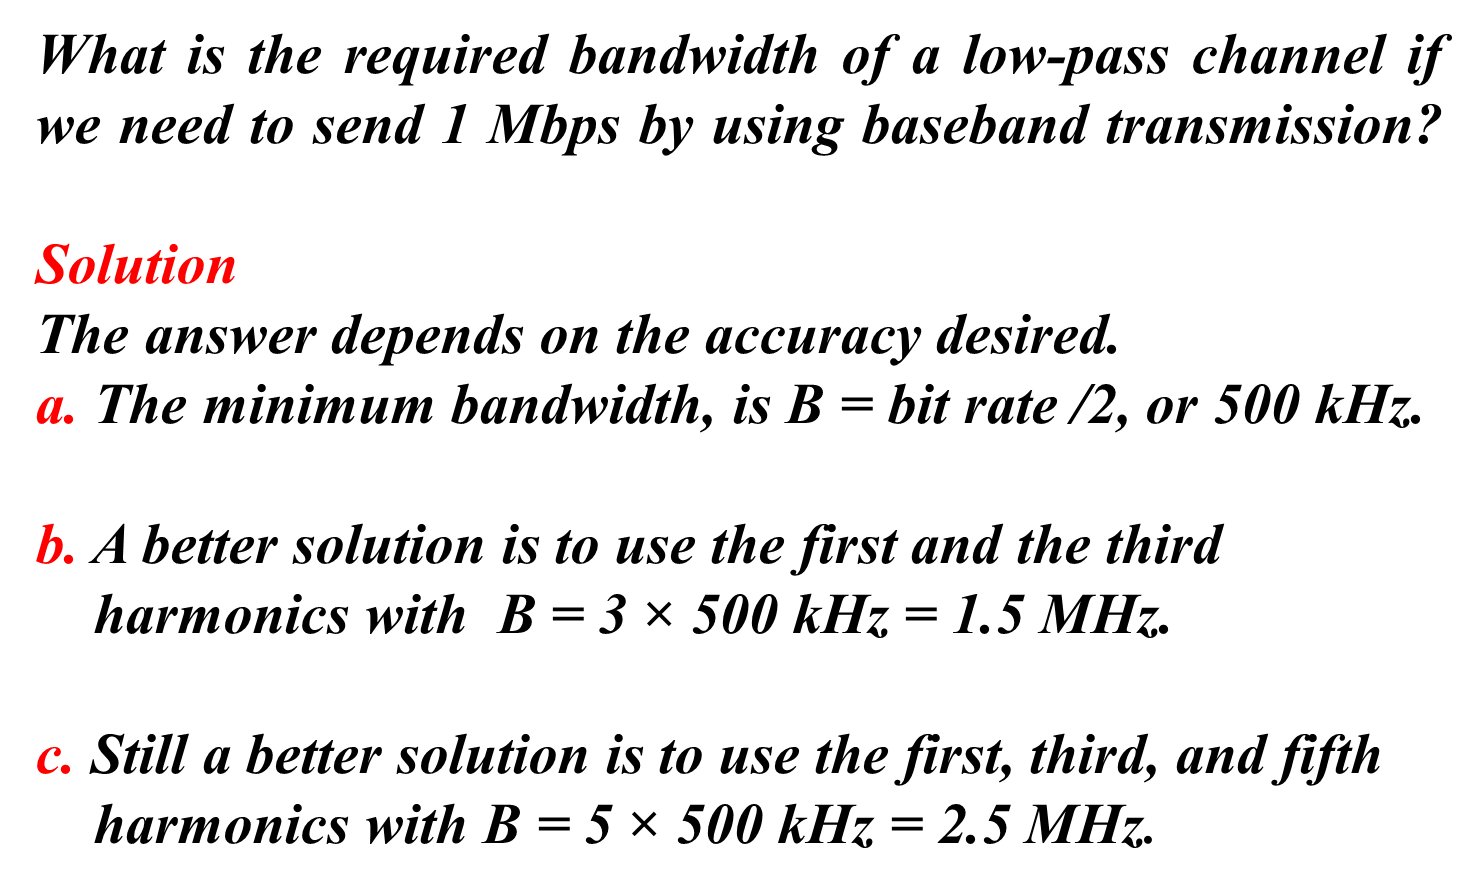 What is the required bandwidth of a low-pass channel if
we need to send 1 Mbps by using baseband transmission?
Solution
The answer depends on the accuracy desired.
a. The minimum bandwidth, is B = bit rate /2, or 500 kHz.
b. A better solution is to use the first and the third
harmonics with B = 3 × 500 kHz = 1.5 MHz.
c. Still a better solution is to use the first, third, and fifth
harmonics with B = 5 × 500 kHz = 2.5 MHz.